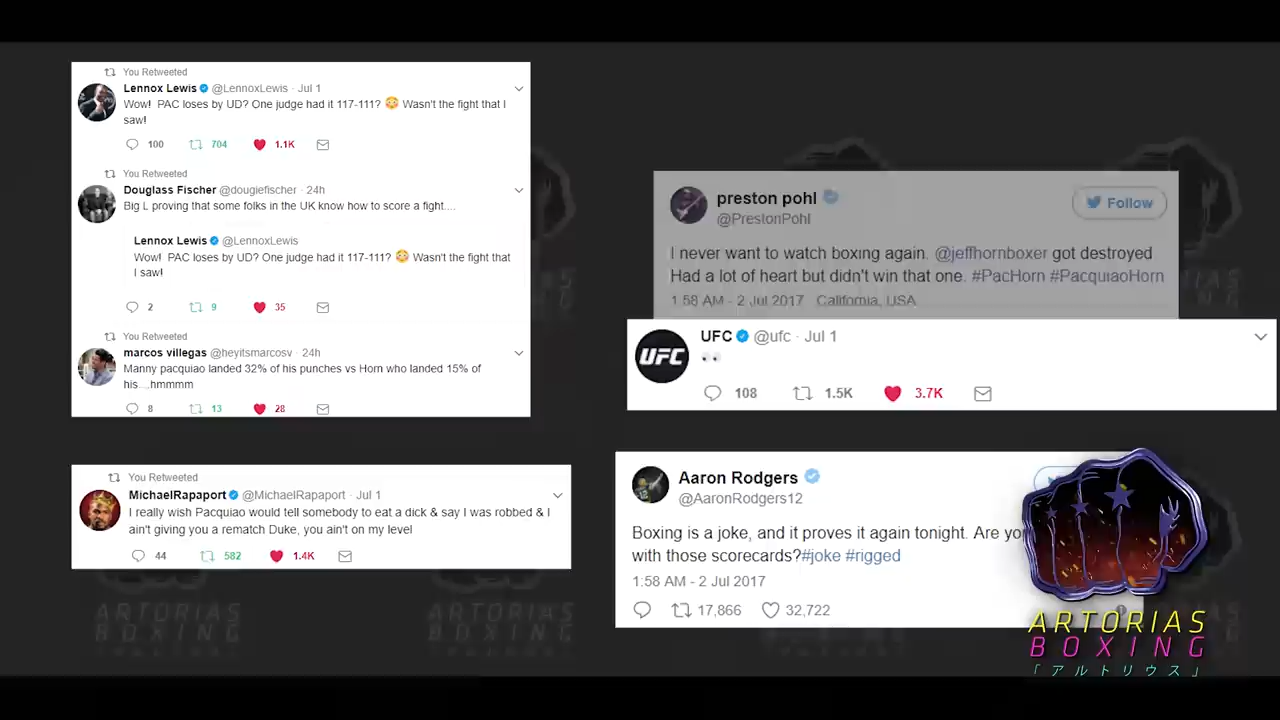 You Retweeted
Lennox Lewis @LennoxLewis · Jul 1
Wow! PAC loses by UD? One judge had it 117-111? 😳 Wasn't the fight that I
saw!
100 704 1.1K
You Retweeted
Douglass Fischer @dougiefischer · 24h
Big L proving that some folks in the UK know how to score a fight....
Lennox Lewis @LennoxLewis
Wow! PAC loses by UD? One judge had it 117-111? 😳 Wasn't the fight that
I saw!
2 9 35
You Retweeted
marcos villegas @heyitsmarcosv · 24h
Manny pacquiao landed 32% of his punches vs Horn who landed 15% of
his....hmmmm
8 13 28
You Retweeted
MichaelRapaport @MichaelRapaport · Jul 1
I really wish Pacquiao would tell somebody to eat a dick & say I was robbed & I
ain't giving you a rematch Duke, you ain't on my level
44 582 1.4K
preston pohl
Follow
@PrestonPohl
I never want to watch boxing again. @jeffhornboxer got destroyed
Had a lot of heart but didn't win that one. #PacHorn #PacquiaoHorn
1:58 AM - 2 Jul 2017 California, USA
UFC
UFC @ufc · Jul 1
👀
108 1.5K 3.7K
Aaron Rodgers
@AaronRodgers12
Boxing is a joke, and it proves it again tonight. Are
with those scorecards?#joke #rigged
1:58 AM - 2 Jul 2017
17,866 32,722
ARTORIAS
BOXING
「アルトリウス」
ARTORIAS
BOXING
ARTORIAS
BOXING